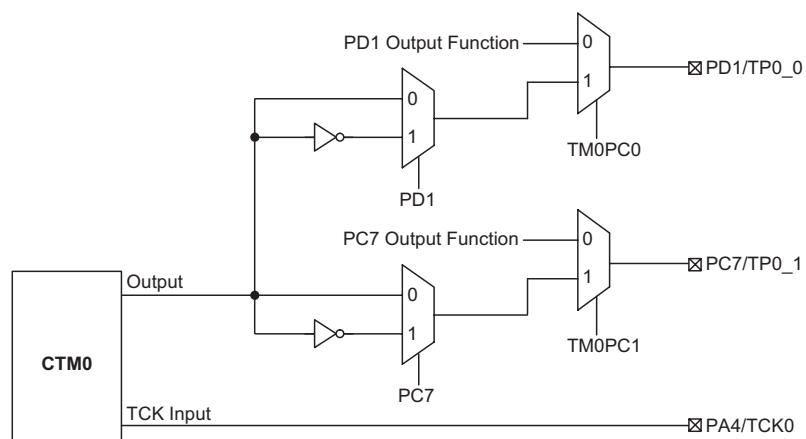 PD1 Output Function
0
1
PD1/TP0_0
TM0PC0
0
1
PD1
PC7 Output Function
0
1
PC7/TP0_1
TM0PC1
Output
0
1
PC7
CTM0
TCK Input
PA4/TCK0